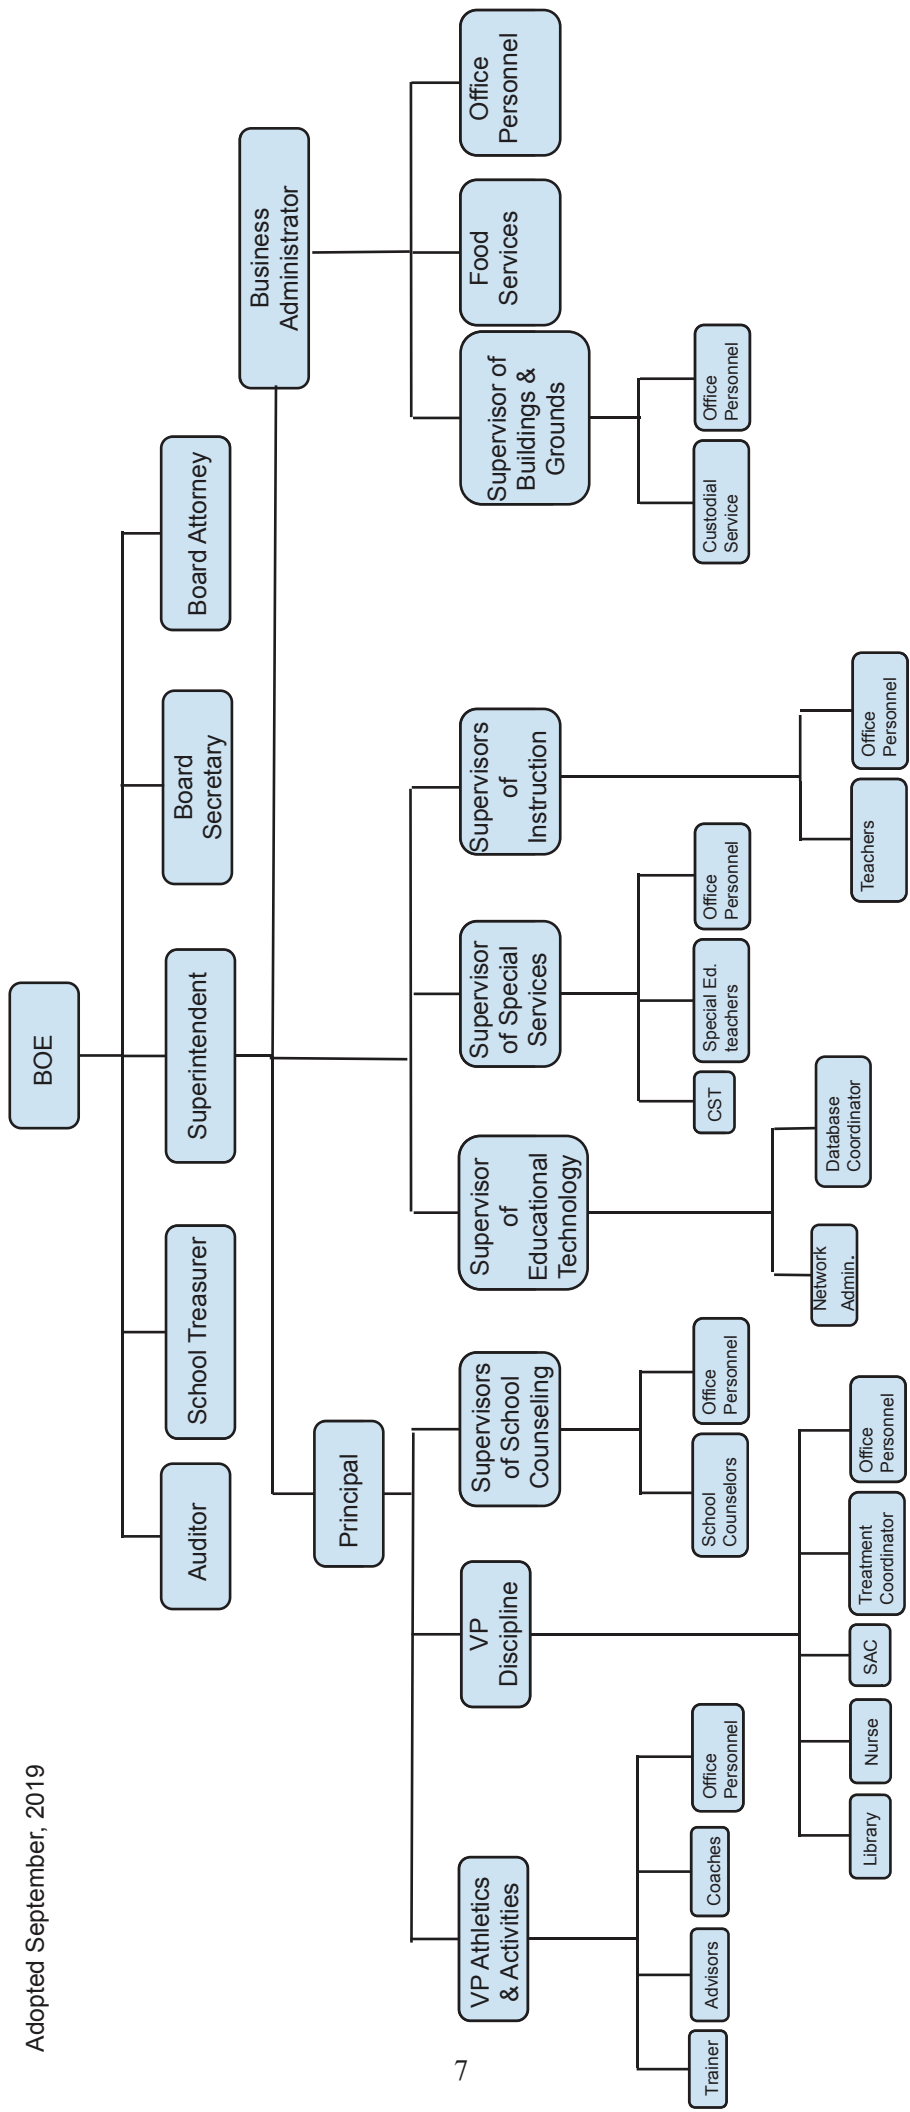 Adopted September, 2019
BOE
Auditor
School Treasurer
Superintendent
Board
Secretary
Board Attorney
Principal
Business
Administrator
VP Athletics
& Activities
VP
Discipline
Supervisors
of School
Counseling
Supervisor
of
Educational
Technology
Supervisor
of Special
Services
Supervisors
of
Instruction
Supervisor of
Buildings &
Grounds
Food
Services
Office
Personnel
Trainer
Advisors
Coaches
Office
Personnel
School
Counselors
Office
Personnel
CST
Special Ed.
teachers
Office
Personnel
Custodial
Service
Office
Personnel
Network
Admin.
Database
Coordinator
Library
Nurse
SAC
Treatment
Coordinator
Office
Personnel
Teachers
Office
Personnel
7